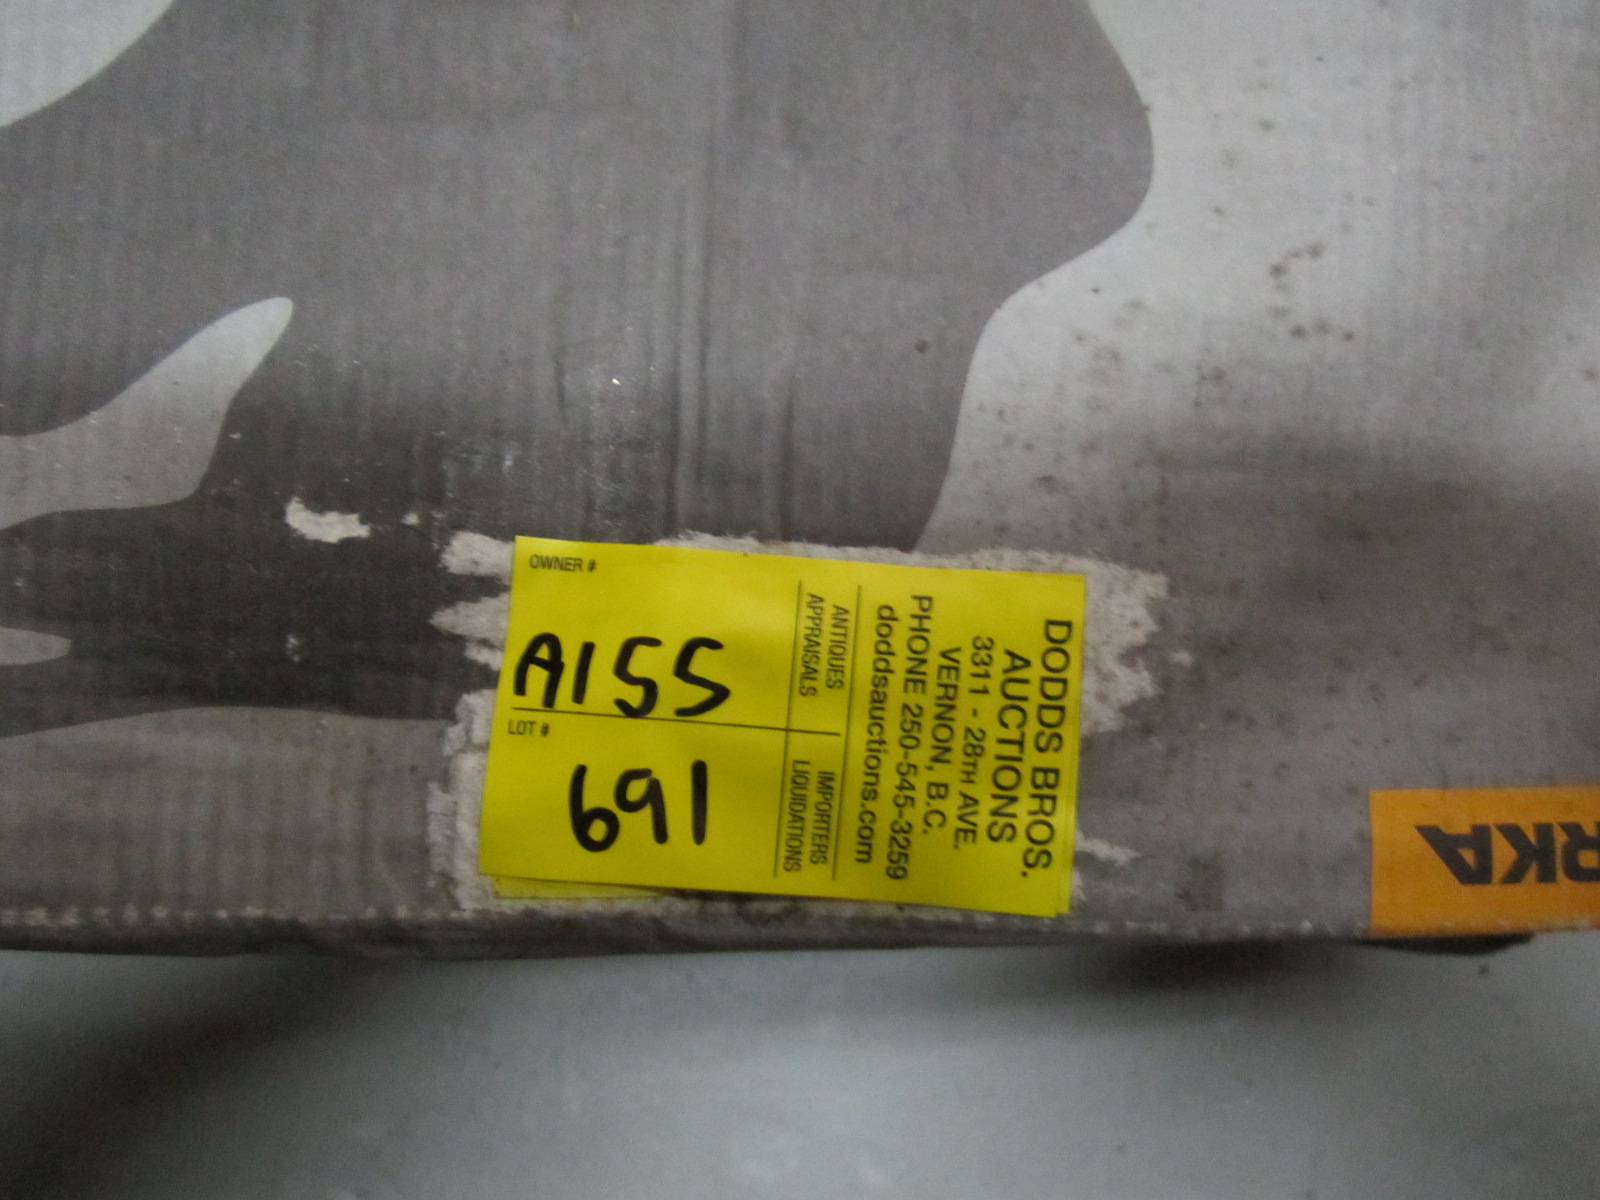 OWNER #
A155
LOT #
691
ANTIQUES
APPRAISALS
IMPORTERS
LIQUIDATIONS
DODDS BROS.
AUCTIONS
3311 - 28TH AVE.
VERNON, B.C.
PHONE 250-545-3259
doddsauctions.com
RKA